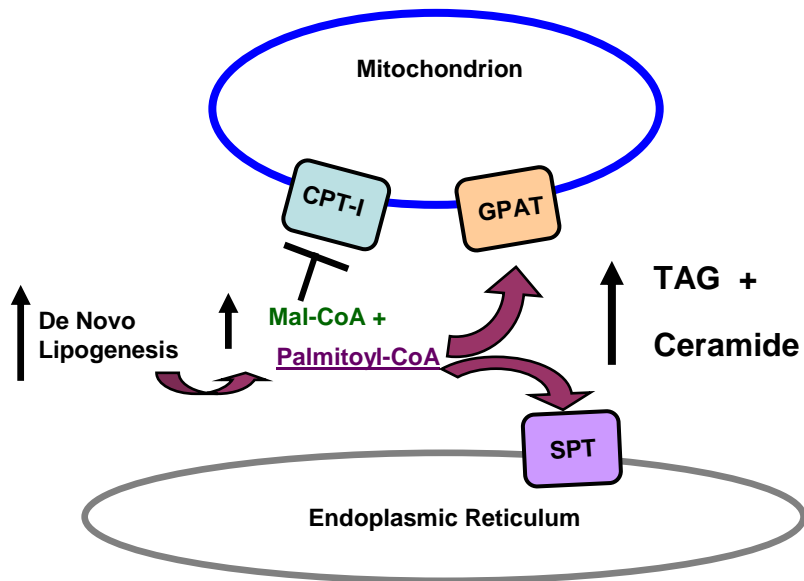 Mitochondrion
CPT-I
GPAT
De Novo
Lipogenesis
Mal-CoA +
Palmitoyl-CoA
TAG +
Ceramide
SPT
Endoplasmic Reticulum